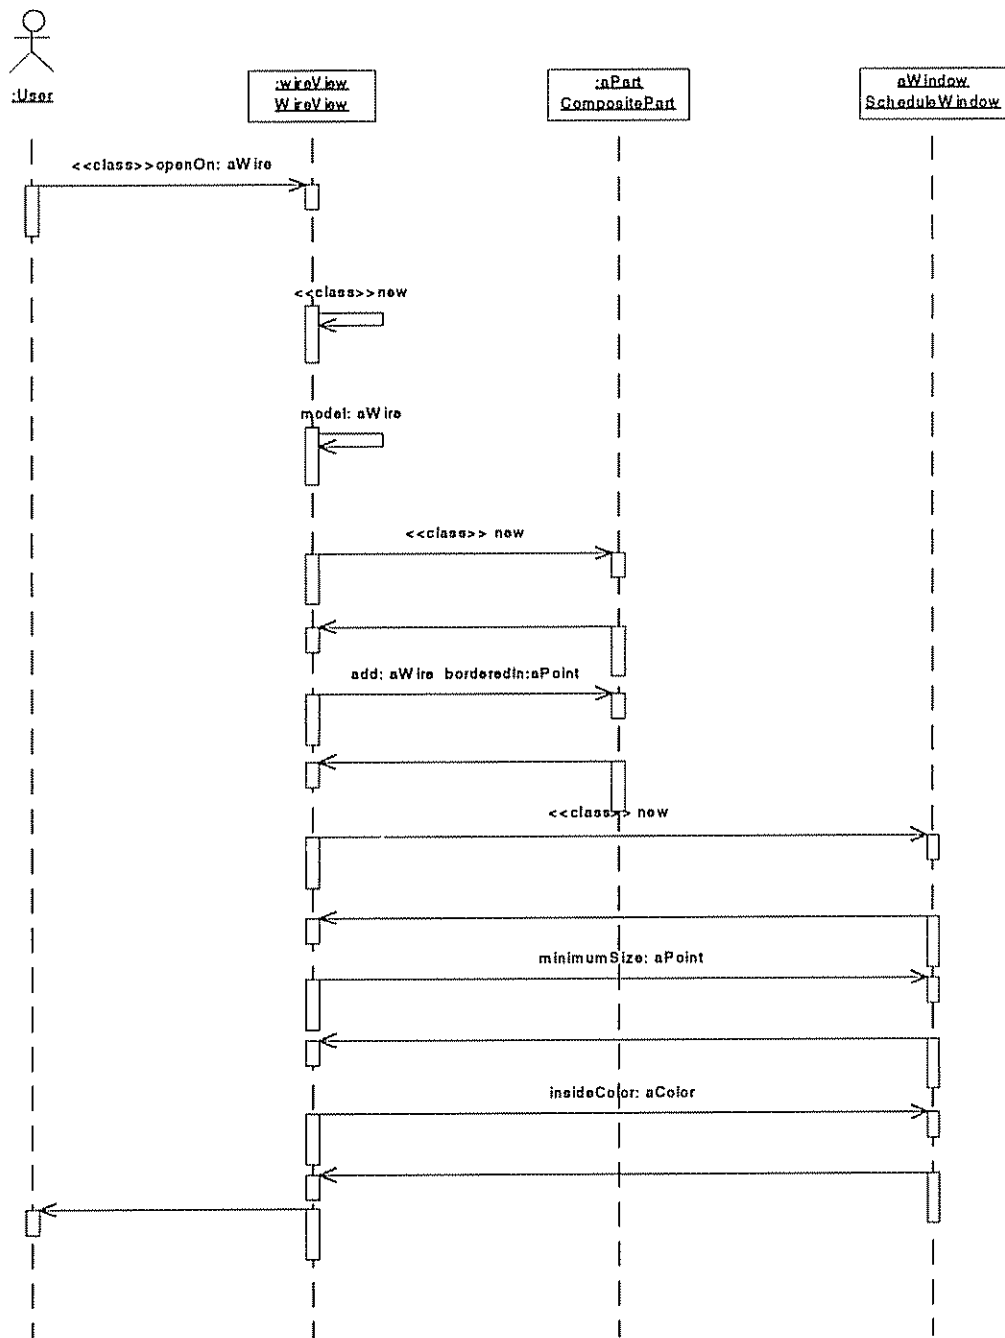 :User
:wireView
WireView
:aPart
CompositePart
aWindow
ScheduleWindow
<<class>>openOn: aWire
<<class>>new
model: aWire
<<class>> new
add: aWire borderedIn:aPoint
<<class>> new
minimumSize: aPoint
insideColor: aColor